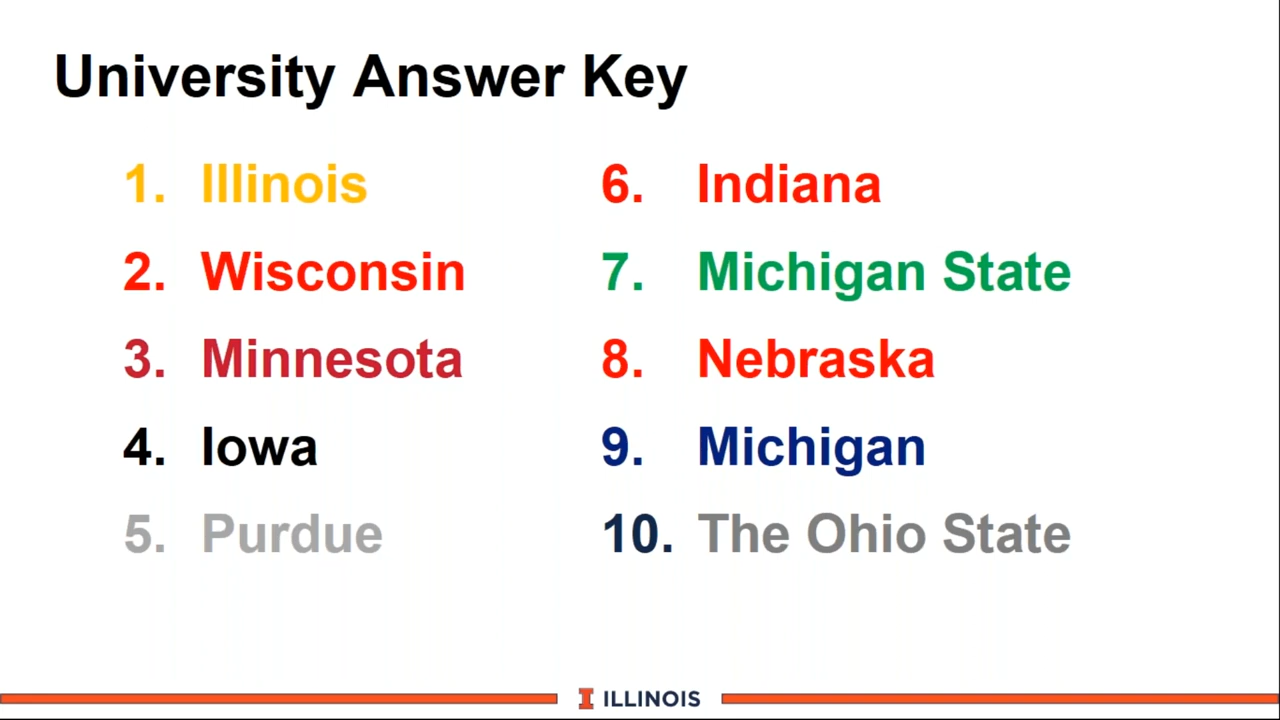 University Answer Key
1. Illinois
2. Wisconsin
3. Minnesota
4. Iowa
5. Purdue
6. Indiana
7. Michigan State
8. Nebraska
9. Michigan
10. The Ohio State
I ILLINOIS